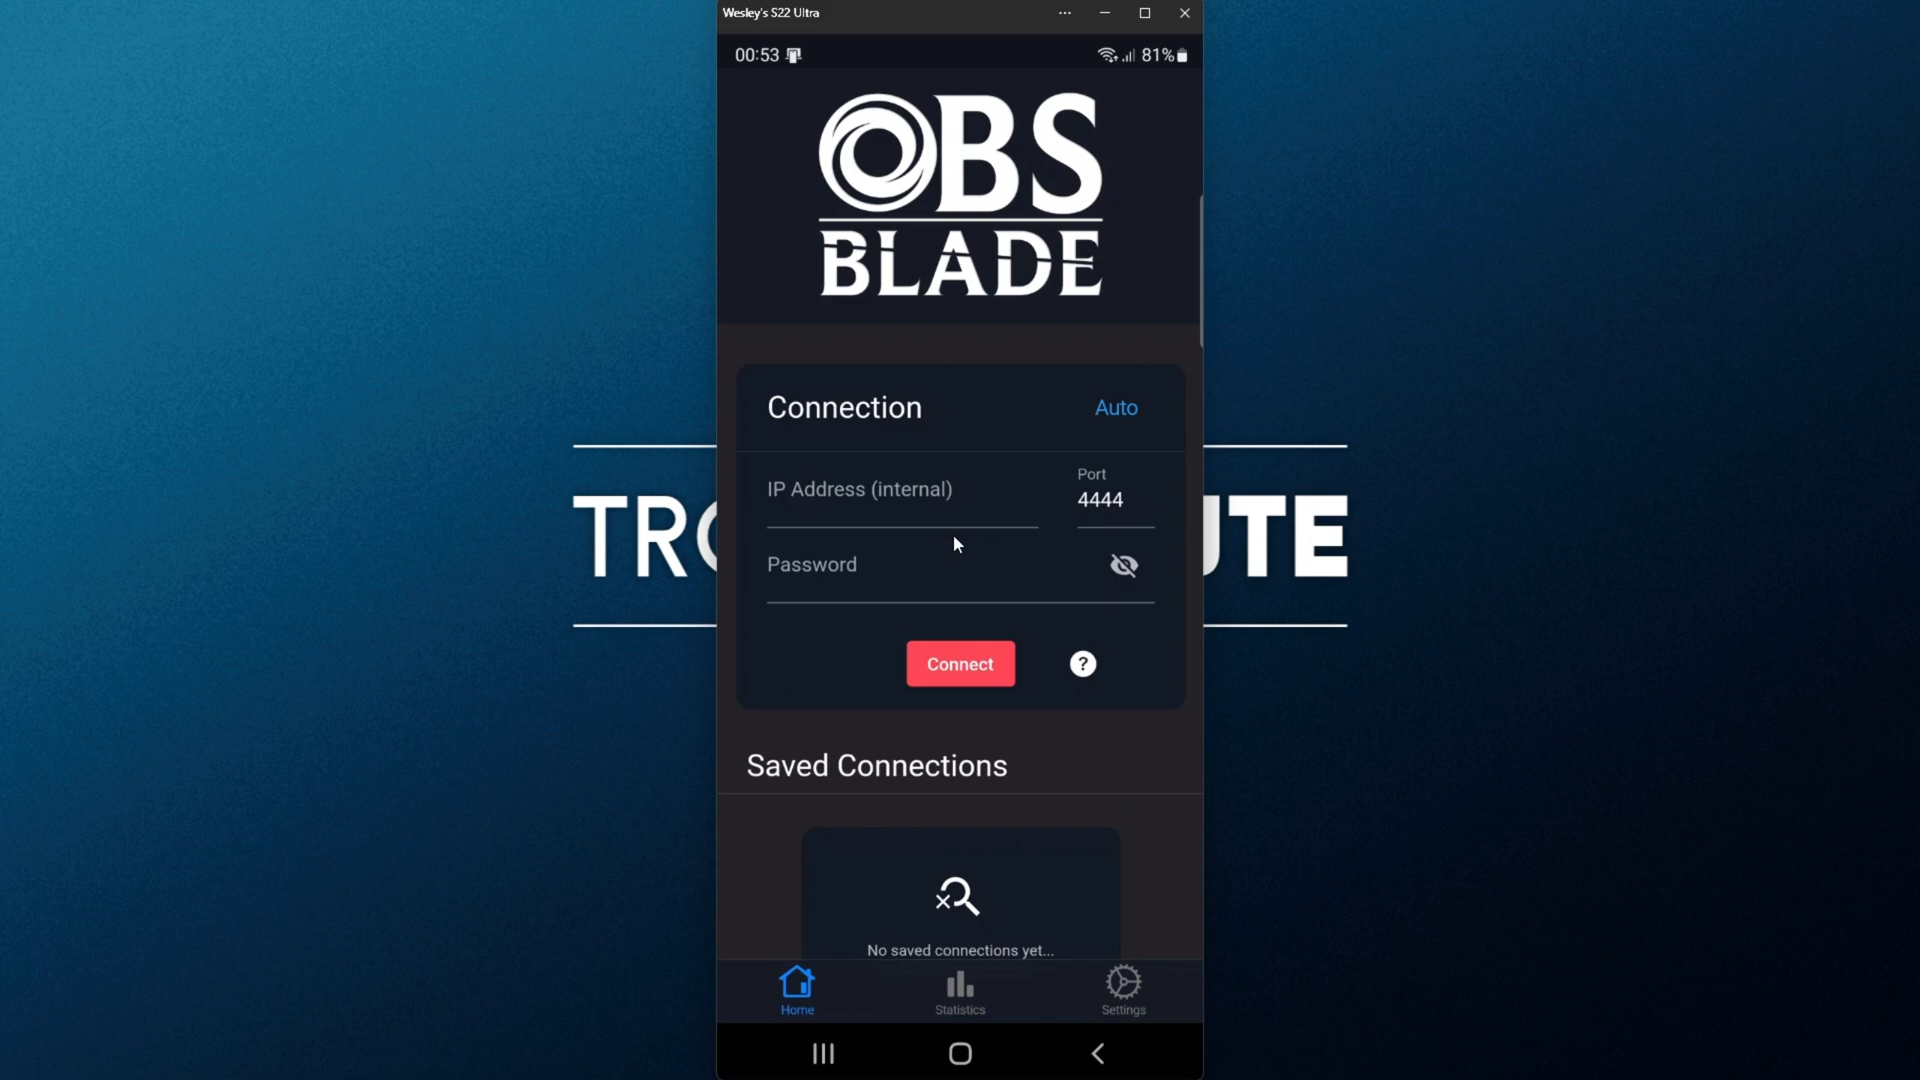 Wesley's S22 Ultra
00:53
81%
OBS
BLADE
Connection
Auto
IP Address (internal)
Port
4444
TRO
UTE
Password
Connect
?
Saved Connections
No saved connections yet...
Home
Statistics
Settings